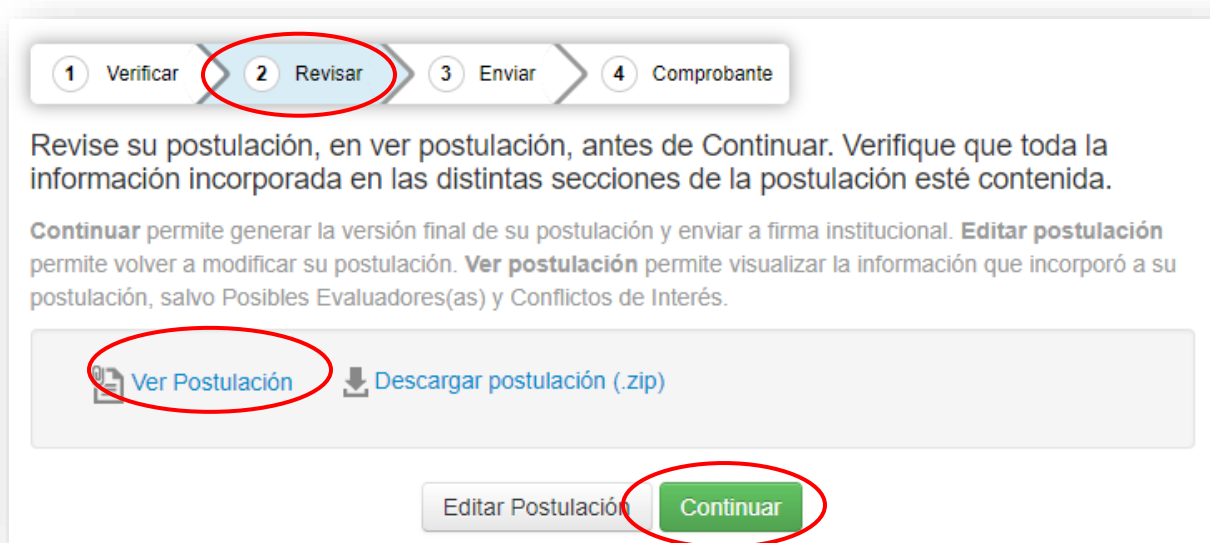 1 Verificar 2 Revisar 3 Enviar 4 Comprobante
Revise su postulación, en ver postulación, antes de Continuar. Verifique que toda la
información incorporada en las distintas secciones de la postulación esté contenida.
Continuar permite generar la versión final de su postulación y enviar a firma institucional. Editar postulación
permite volver a modificar su postulación. Ver postulación permite visualizar la información que incorporó a su
postulación, salvo Posibles Evaluadores(as) y Conflictos de Interés.
Ver Postulación Descargar postulación (.zip)
Editar Postulación Continuar